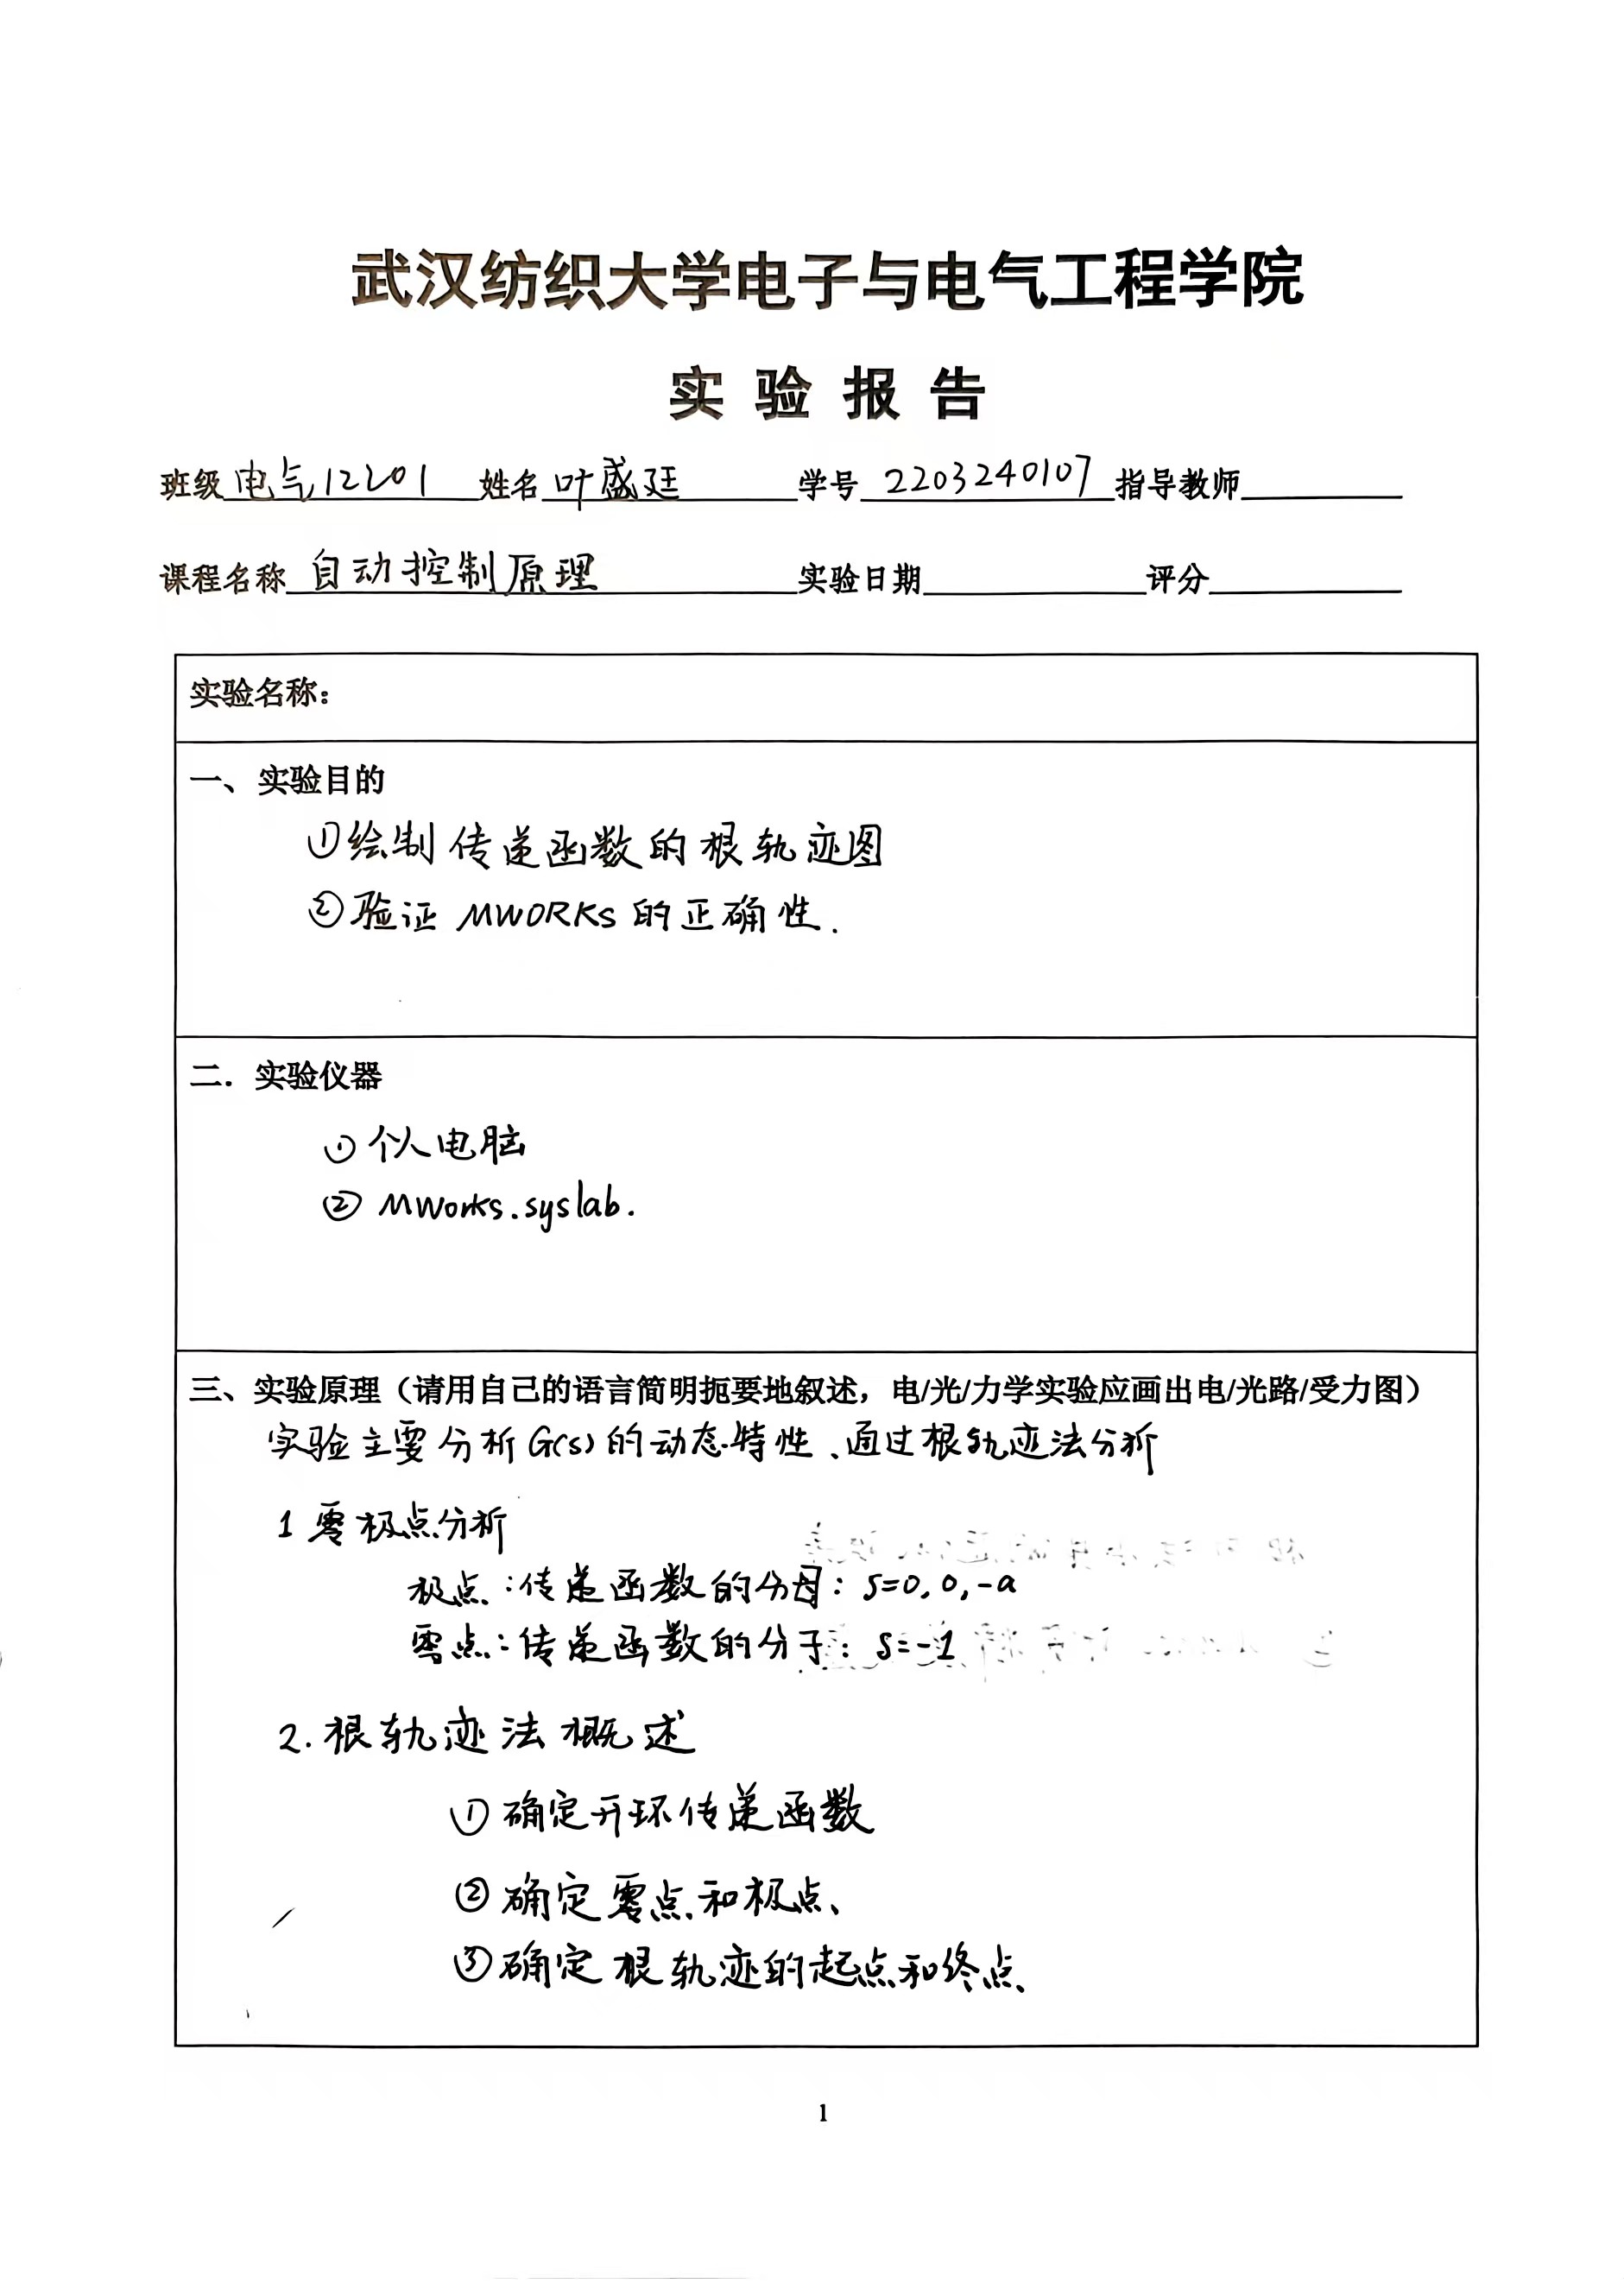 武汉纺织大学电子与电气工程学院
实 验 报 告
班级 电气12201 姓名 叶盛廷 学号 2203240107 指导教师
课程名称 自动控制原理 实验日期 评分
实验名称：
一、实验目的
①绘制传递函数的根轨迹图
②验证 MWORKS 的正确性.
二．实验仪器
① 个人电脑
② MWorks.syslab.
三、实验原理（请用自己的语言简明扼要地叙述，电/光/力学实验应画出电/光路/受力图）
实验主要分析 G(s) 的动态特性、通过根轨迹法分析
1 零极点分析
极点：传递函数的分母：s=0, 0, -a
零点：传递函数的分子：s=-1
2. 根轨迹法概述
① 确定开环传递函数
② 确定零点和极点、
③ 确定根轨迹的起点和终点、
1